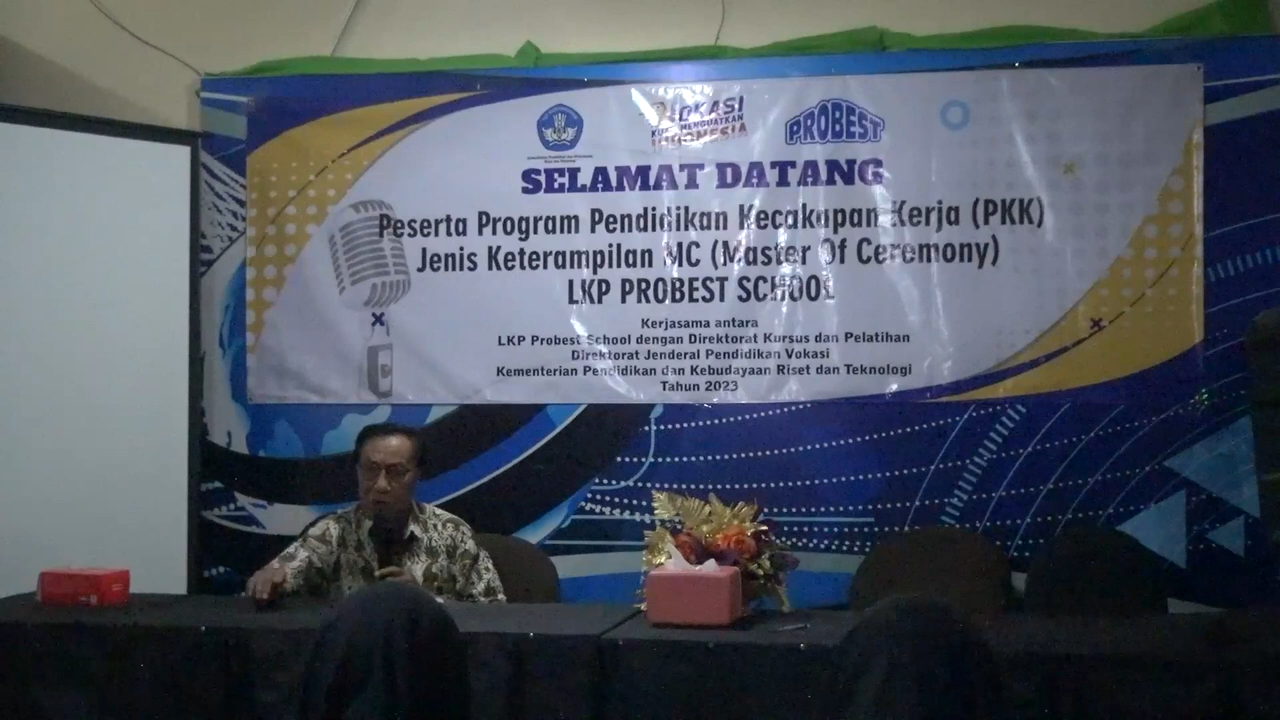 VOKASI
KUAT MENGUATKAN
INDONESIA
PROBEST
SELAMAT DATANG
Peserta Program Pendidikan Kecakapan Kerja (PKK)
Jenis Keterampilan MC (Master Of Ceremony)
LKP PROBEST SCHOOL
Kerjasama antara
LKP Probest School dengan Direktorat Kursus dan Pelatihan
Direktorat Jenderal Pendidikan Vokasi
Kementerian Pendidikan dan Kebudayaan Riset dan Teknologi
Tahun 2023